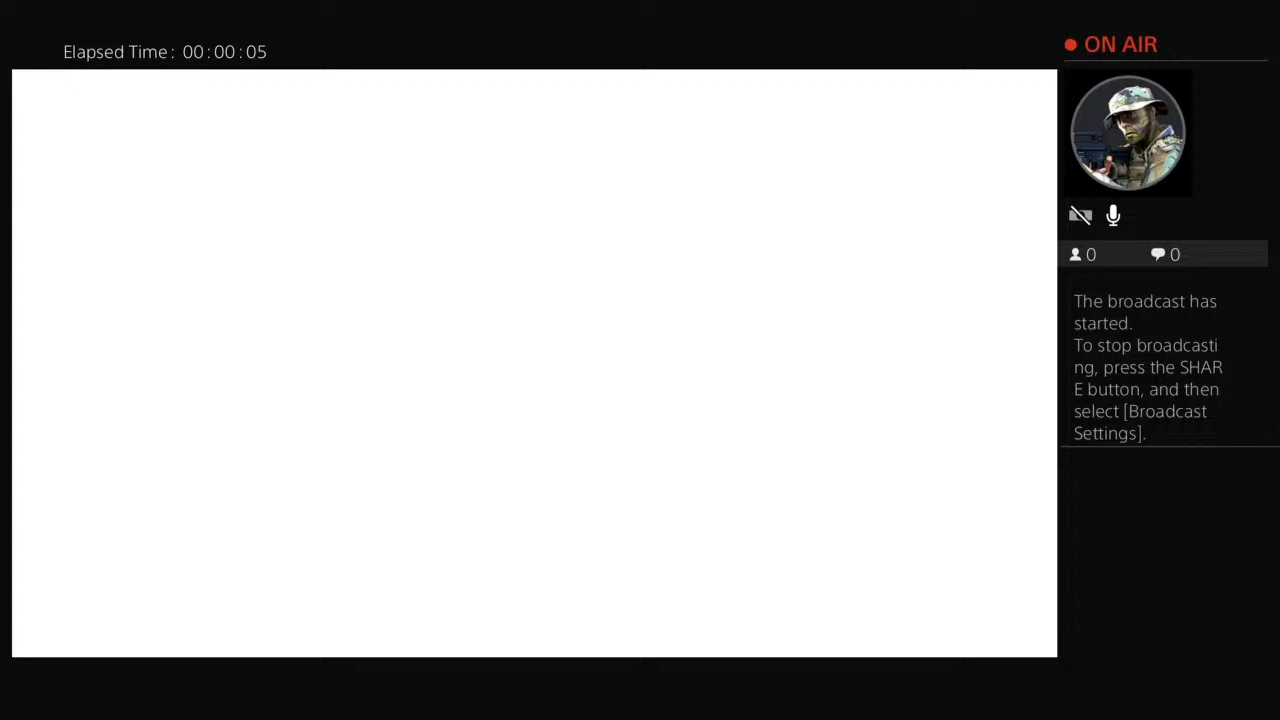 Elapsed Time: 00:00:05
ON AIR
0 0
The broadcast has
started.
To stop broadcasti
ng, press the SHAR
E button, and then
select [Broadcast
Settings].